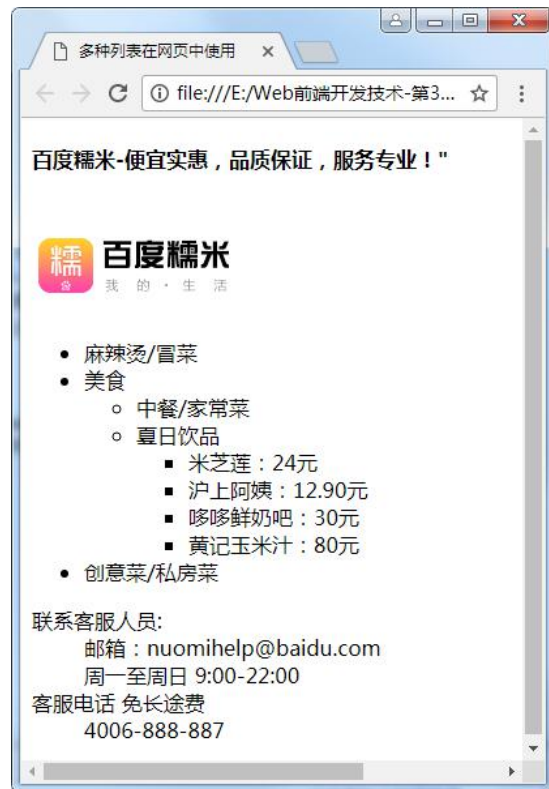 多种列表在网页中使用
file:///E:/Web前端开发技术-第3...
百度糯米-便宜实惠，品质保证，服务专业！"
糯 百度糯米
我的·生活
麻辣烫/冒菜
美食
中餐/家常菜
夏日饮品
米芝莲：24元
沪上阿姨：12.90元
哆哆鲜奶吧：30元
黄记玉米汁：80元
创意菜/私房菜
联系客服人员:
邮箱：nuomihelp@baidu.com
周一至周日 9:00-22:00
客服电话 免长途费
4006-888-887